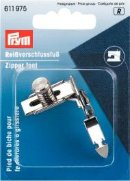 611975
PRYM
Reißverschlussfuß
Zipper foot
Pied de biche pour
fermetures à glissière
R